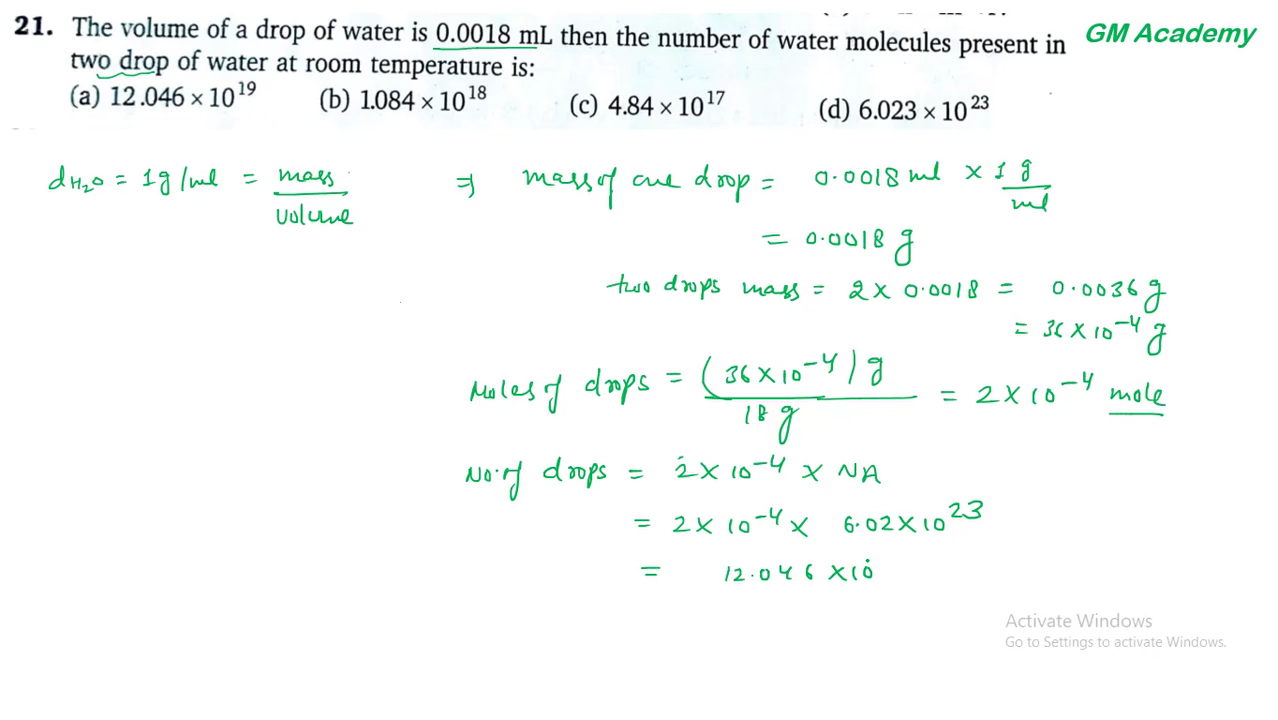 GM Academy
21. The volume of a drop of water is 0.0018 mL then the number of water molecules present in
two drop of water at room temperature is:
(a) 12.046 × 10^19 (b) 1.084 × 10^18 (c) 4.84 × 10^17 (d) 6.023 × 10^23
dH2O = 1g/ml = mass / volume ⇒ mass of one drop = 0.0018 ml × 1 g/ml
= 0.0018 g
two drops mass = 2 × 0.0018 = 0.0036 g
= 36 × 10^-4 g
Moles of drops = (36 × 10^-4) g / 18 g = 2 × 10^-4 mole
No. of drops = 2 × 10^-4 × NA
= 2 × 10^-4 × 6.02 × 10^23
= 12.046 × 10
Activate Windows
Go to Settings to activate Windows.